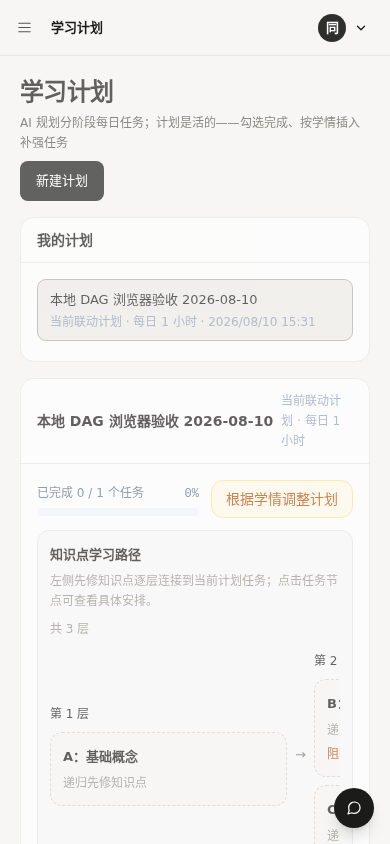 学习计划
同
学习计划
AI 规划分阶段每日任务；计划是活的——勾选完成、按学情插入
补强任务
新建计划
我的计划
本地 DAG 浏览器验收 2026-08-10
当前联动计划 · 每日 1 小时 · 2026/08/10 15:31
本地 DAG 浏览器验收 2026-08-10
当前联动计
划 · 每日 1
小时
已完成 0 / 1 个任务
0%
根据学情调整计划
知识点学习路径
左侧先修知识点逐层连接到当前计划任务；点击任务节
点可查看具体安排。
共 3 层
第 2
第 1 层
B:
递
阻
→
A：基础概念
递归先修知识点